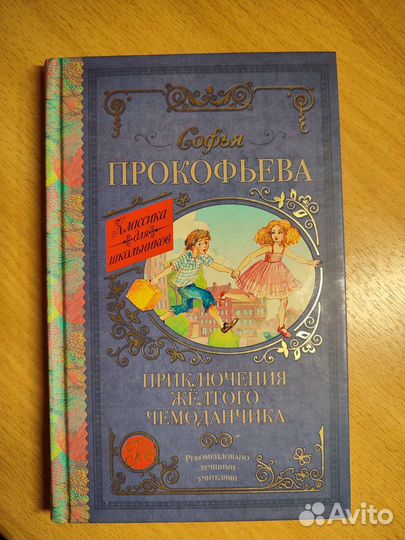 Софья
ПРОКОФЬЕВА
Классика
для
школьников
ПРИКЛЮЧЕНИЯ
ЖЁЛТОГО
ЧЕМОДАНЧИКА
Рекомендовано
лучшими
учителями
Avito